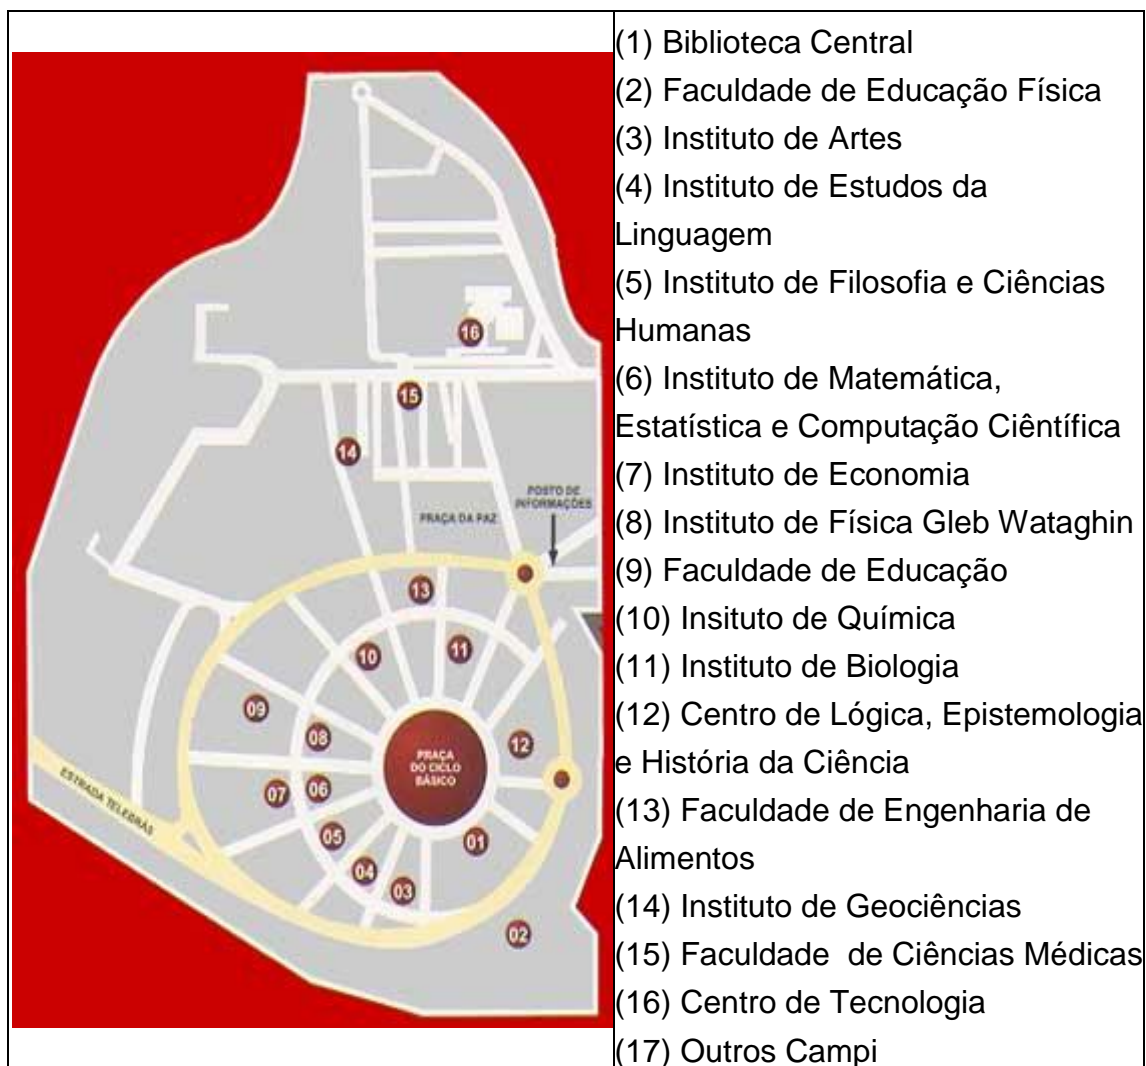 (1) Biblioteca Central
(2) Faculdade de Educação Física
(3) Instituto de Artes
(4) Instituto de Estudos da
Linguagem
(5) Instituto de Filosofia e Ciências
Humanas
(6) Instituto de Matemática,
Estatística e Computação Ciêntífica
(7) Instituto de Economia
(8) Instituto de Física Gleb Wataghin
(9) Faculdade de Educação
(10) Insituto de Química
(11) Instituto de Biologia
(12) Centro de Lógica, Epistemologia
e História da Ciência
(13) Faculdade de Engenharia de
Alimentos
(14) Instituto de Geociências
(15) Faculdade de Ciências Médicas
(16) Centro de Tecnologia
(17) Outros Campi
16
15
14
POSTO DE
INFORMAÇÕES
PRAÇA DA PAZ
13
11
10
09
08
12
PRAÇA
DO CICLO
BÁSICO
ESTRADA TELEBRÁS
07
06
05
01
04
03
02